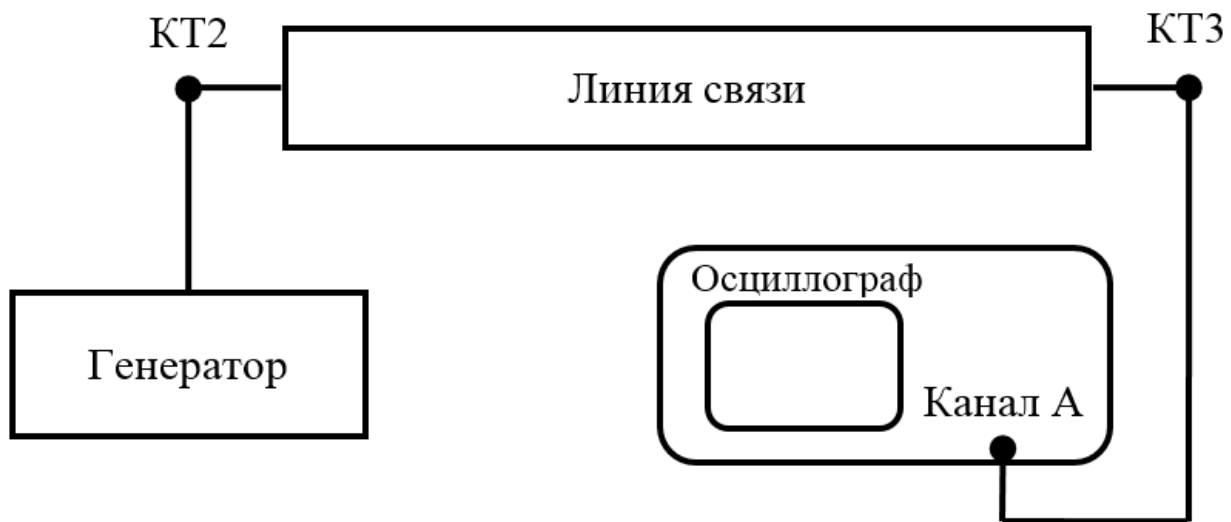 КТ2
КТ3
Линия связи
Осциллограф
Генератор
Канал А